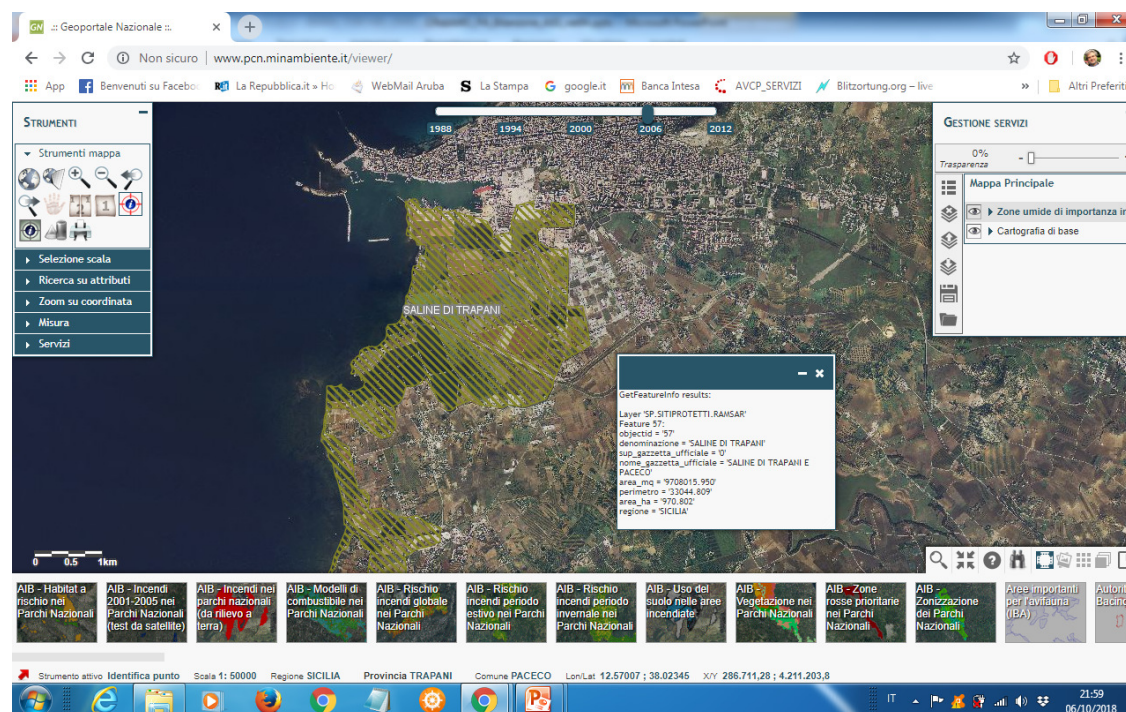 .:: Geoportale Nazionale ::.
Non sicuro | www.pcn.minambiente.it/viewer/
App Benvenuti su Facebo La Repubblica.it » Ho WebMail Aruba La Stampa google.it Banca Intesa AVCP_SERVIZI Blitzortung.org – live » Altri Preferiti
STRUMENTI
Strumenti mappa
Selezione scala
Ricerca su attributi
Zoom su coordinata
Misura
Servizi
1988 1994 2000 2006 2012
GESTIONE SERVIZI
0%
Trasparenza
Mappa Principale
Zone umide di importanza in
Cartografia di base
SALINE DI TRAPANI
GetFeatureInfo results:
Layer 'SP.SITIPROTETTI.RAMSAR'
Feature 57:
objectid = '57'
denominazione = 'SALINE DI TRAPANI'
sup_gazzetta_ufficiale = '0'
nome_gazzetta_ufficiale = 'SALINE DI TRAPANI E
PACECO'
area_mq = '9708015.950'
perimetro = '33044.809'
area_ha = '970.802'
regione = 'SICILIA'
0 0.5 1km
AIB - Habitat a
rischio nei
Parchi Nazionali
AIB - Incendi
2001-2005 nei
Parchi Nazionali
(test da satellite)
AIB - Incendi nei
parchi nazionali
(da rilievo a
terra)
AIB - Modelli di
combustibile nei
Parchi Nazionali
AIB - Rischio
incendi globale
nei Parchi
Nazionali
AIB - Rischio
incendi periodo
estivo nei Parchi
Nazionali
AIB - Rischio
incendi periodo
invernale nei
Parchi Nazionali
AIB - Uso del
suolo nelle aree
incendiate
AIB -
Vegetazione nei
Parchi Nazionali
AIB - Zone
rosse prioritarie
nei Parchi
Nazionali
AIB -
Zonizzazione
dei Parchi
Nazionali
Aree importanti
per l'avifauna
(IBA)
Autori
Bacino
Strumento attivo Identifica punto Scala 1: 50000 Regione SICILIA Provincia TRAPANI Comune PACECO Lon/Lat 12.57007 ; 38.02345 X/Y 286.711,28 ; 4.211.203,8
IT
21:59
06/10/2018